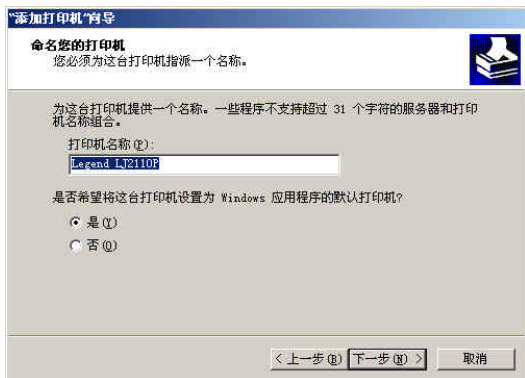 "添加打印机"向导
命名您的打印机
您必须为这台打印机指派一个名称。
为这台打印机提供一个名称。一些程序不支持超过 31 个字符的服务器和打印
机名称组合。
打印机名称(P):
Legend LJ2110P
是否希望将这台打印机设置为 Windows 应用程序的默认打印机?
是(Y)
否(O)
< 上一步(B)
下一步(N) >
取消